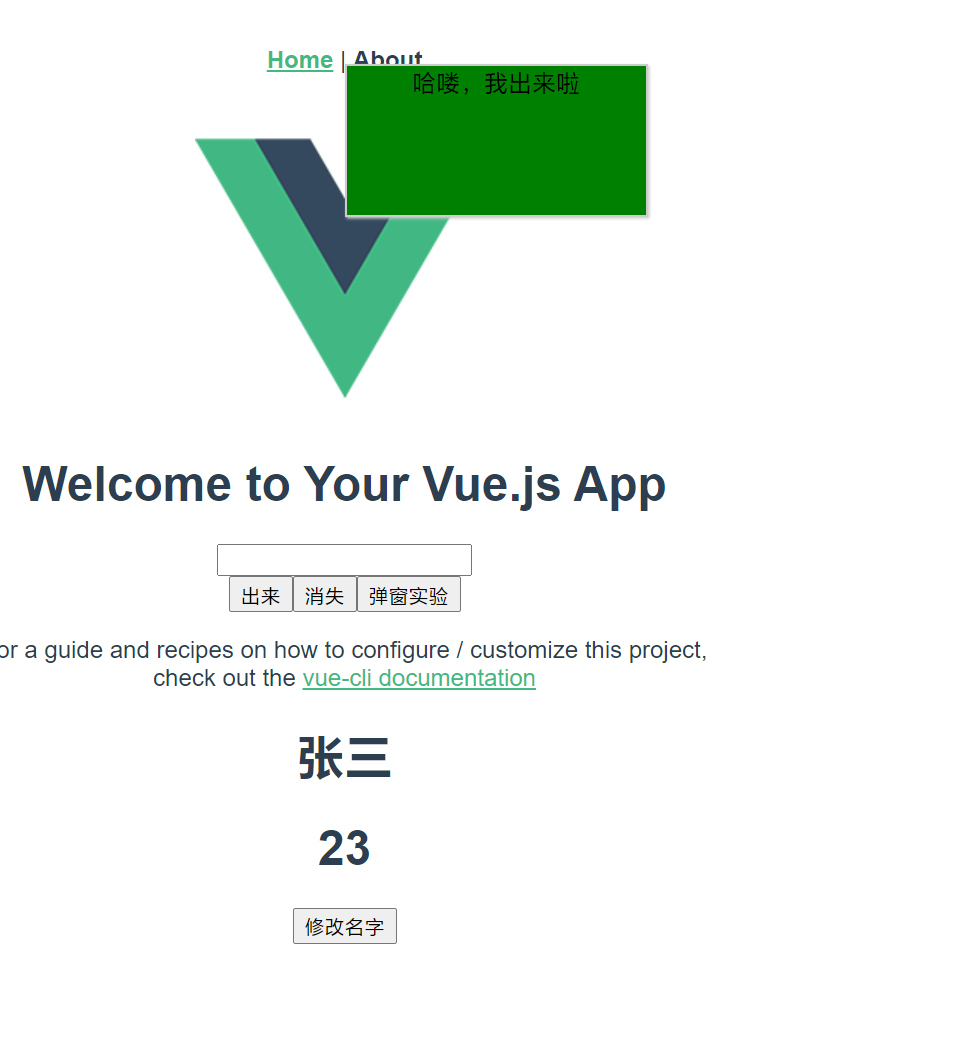 Home | About
哈喽，我出来啦
Welcome to Your Vue.js App
出来 消失 弹窗实验
or a guide and recipes on how to configure / customize this project,
check out the vue-cli documentation
张三
23
修改名字